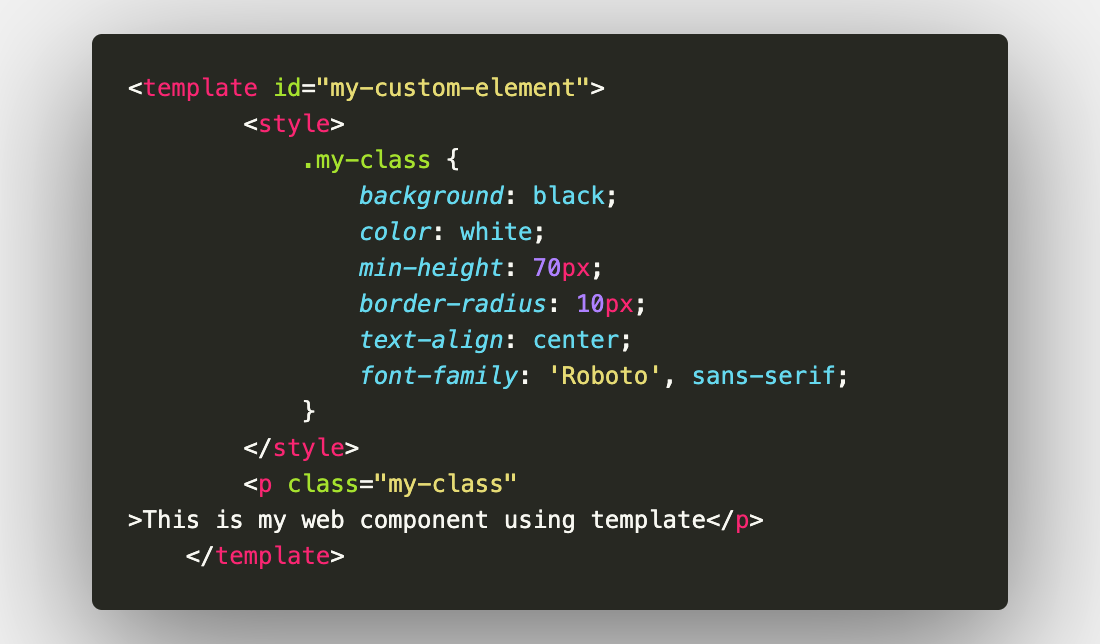 <template id="my-custom-element">
        <style>
            .my-class {
                background: black;
                color: white;
                min-height: 70px;
                border-radius: 10px;
                text-align: center;
                font-family: 'Roboto', sans-serif;
            }
        </style>
        <p class="my-class"
>This is my web component using template</p>
    </template>